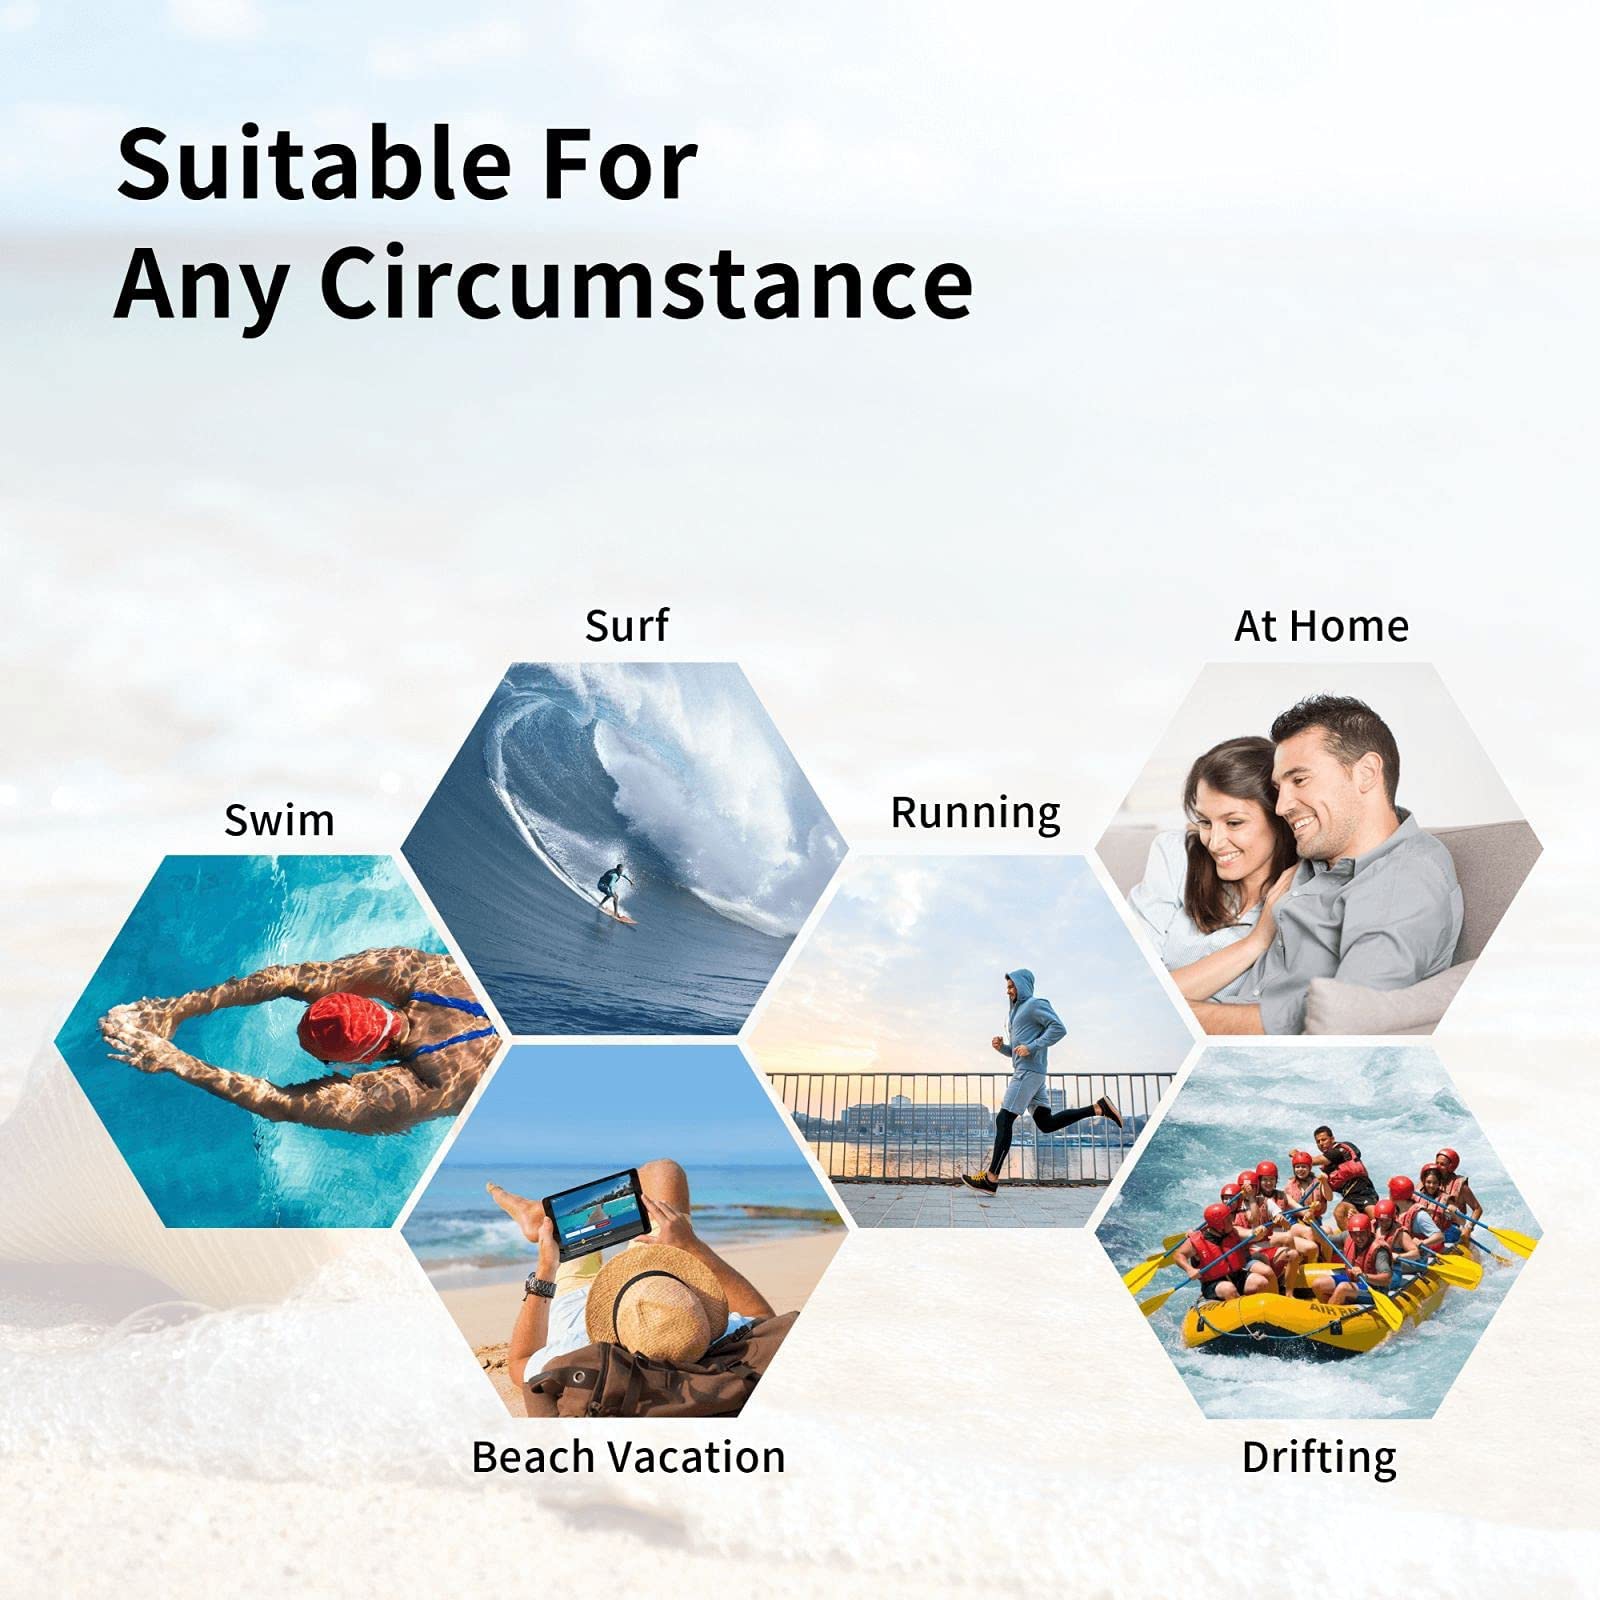 Suitable For
Any Circumstance
Surf
At Home
Swim
Running
Beach Vacation
Drifting